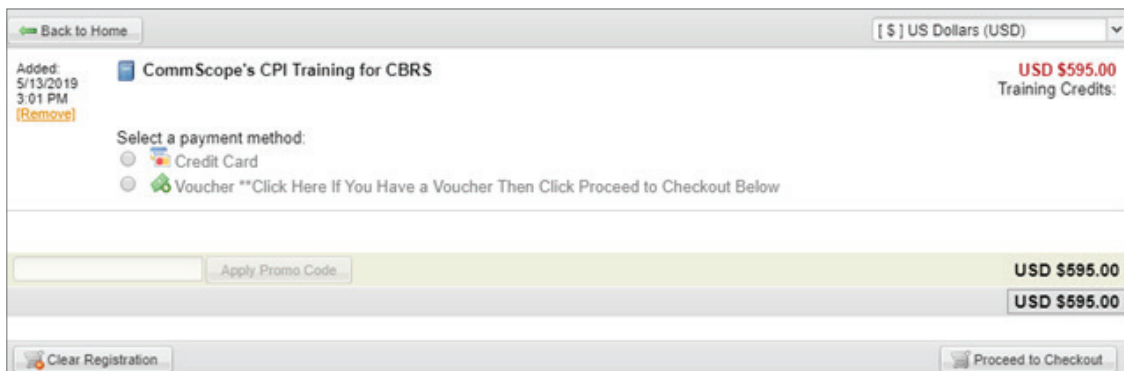 Back to Home
[ $ ] US Dollars (USD)
Added:
5/13/2019
3:01 PM
[Remove]
CommScope's CPI Training for CBRS
USD $595.00
Training Credits:
Select a payment method:
Credit Card
Voucher **Click Here If You Have a Voucher Then Click Proceed to Checkout Below
Apply Promo Code
USD $595.00
USD $595.00
Clear Registration
Proceed to Checkout